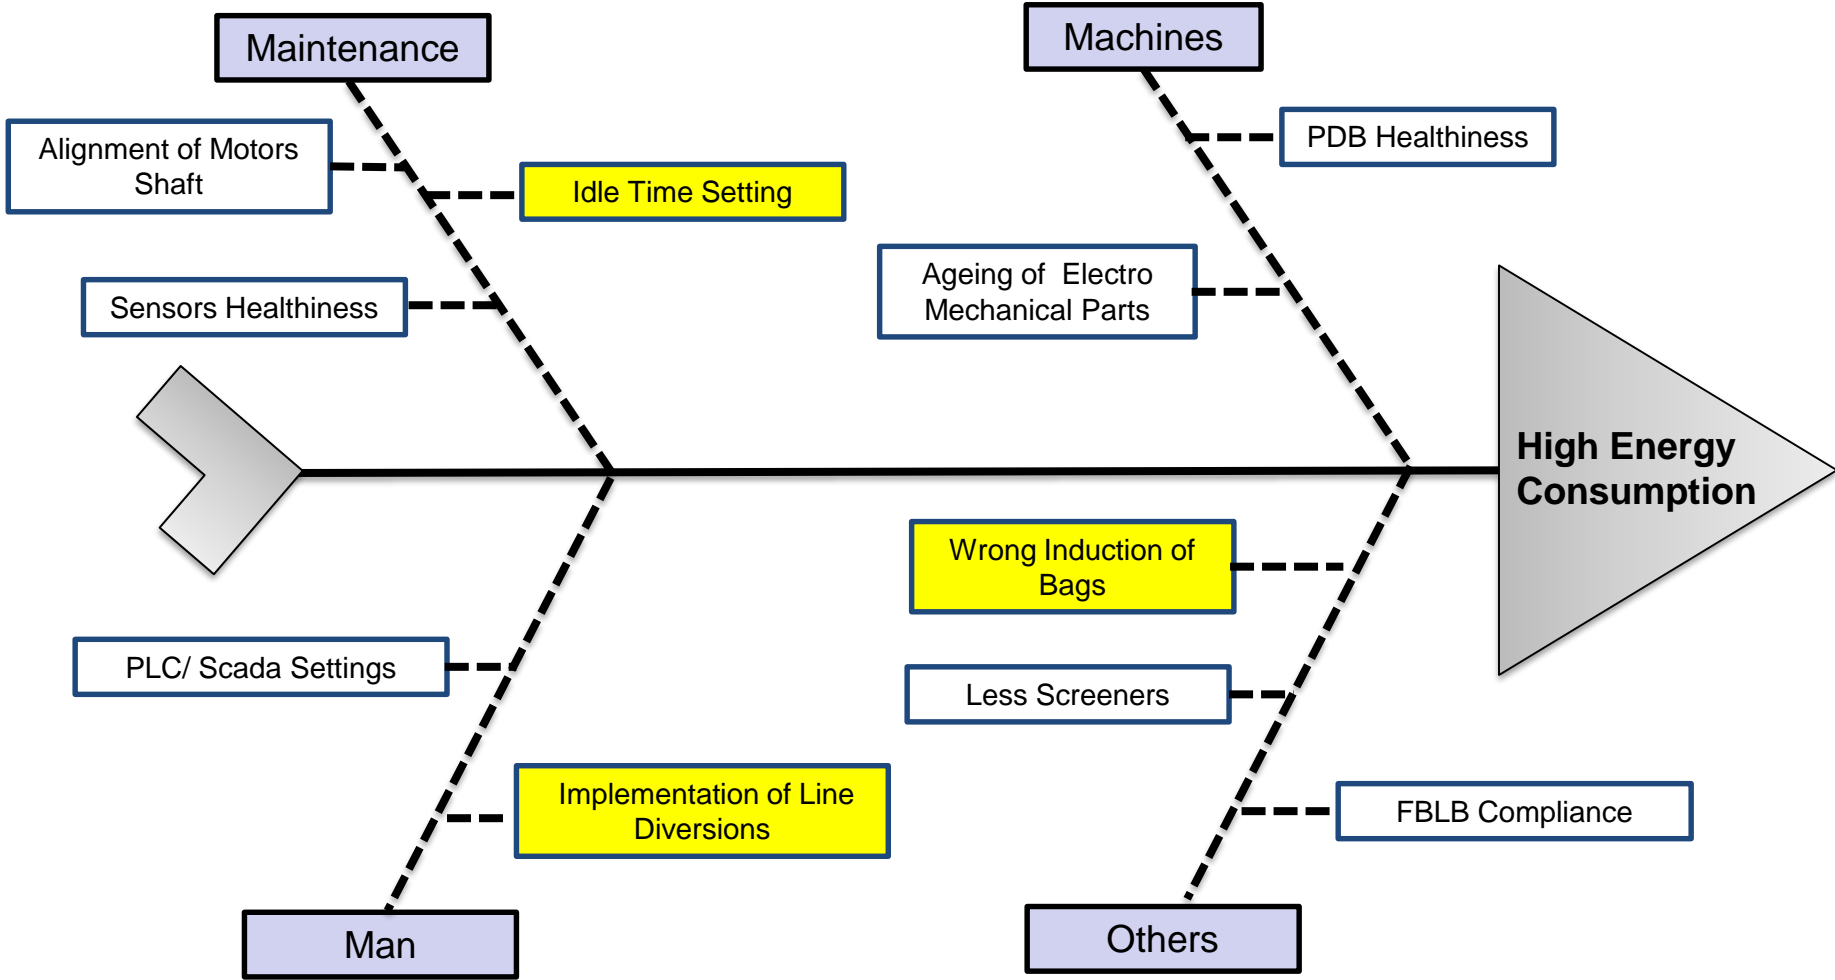 Maintenance
Machines
Alignment of Motors
Shaft
Idle Time Setting
PDB Healthiness
Sensors Healthiness
Ageing of  Electro
Mechanical Parts
High Energy
Consumption
Wrong Induction of
Bags
PLC/ Scada Settings
Less Screeners
Implementation of Line
Diversions
FBLB Compliance
Man
Others